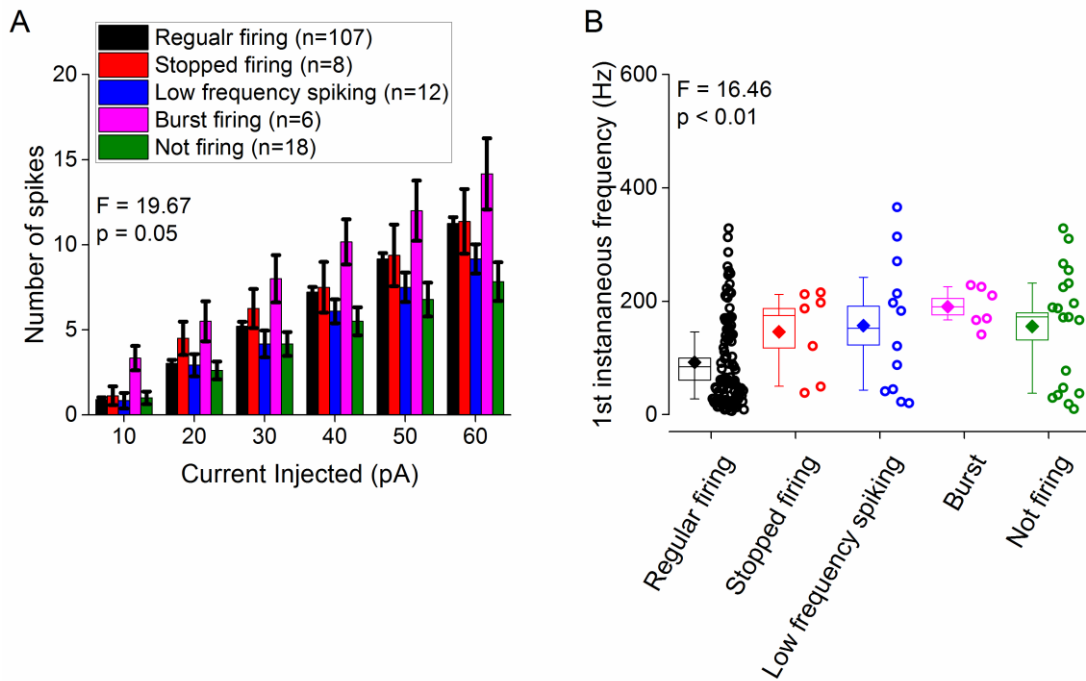 A
Regualr firing (n=107)
Stopped firing (n=8)
Low frequency spiking (n=12)
Burst firing (n=6)
Not firing (n=18)
F = 19.67
p = 0.05
Number of spikes
20
15
10
5
0
10 20 30 40 50 60
Current Injected (pA)
B
F = 16.46
p < 0.01
1st instananeous frequency (Hz)
600
400
200
0
Regular firing
Stopped firing
Low frequency spiking
Burst
Not firing